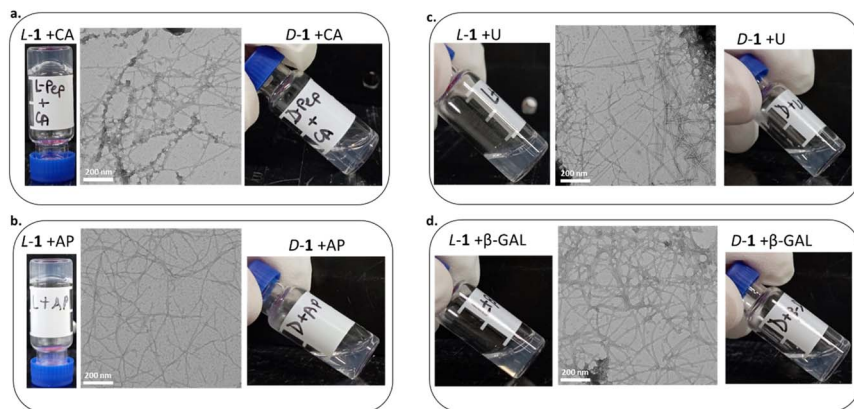 a.
L-1 +CA
D-1 +CA
L-Pep
+
CA
200 nm
D-Pep
+
CA
b.
L-1 +AP
D-1 +AP
L+AP
200 nm
D+AP
c.
L-1 +U
D-1 +U
200 nm
D+U
d.
L-1 +β-GAL
D-1 +β-GAL
200 nm